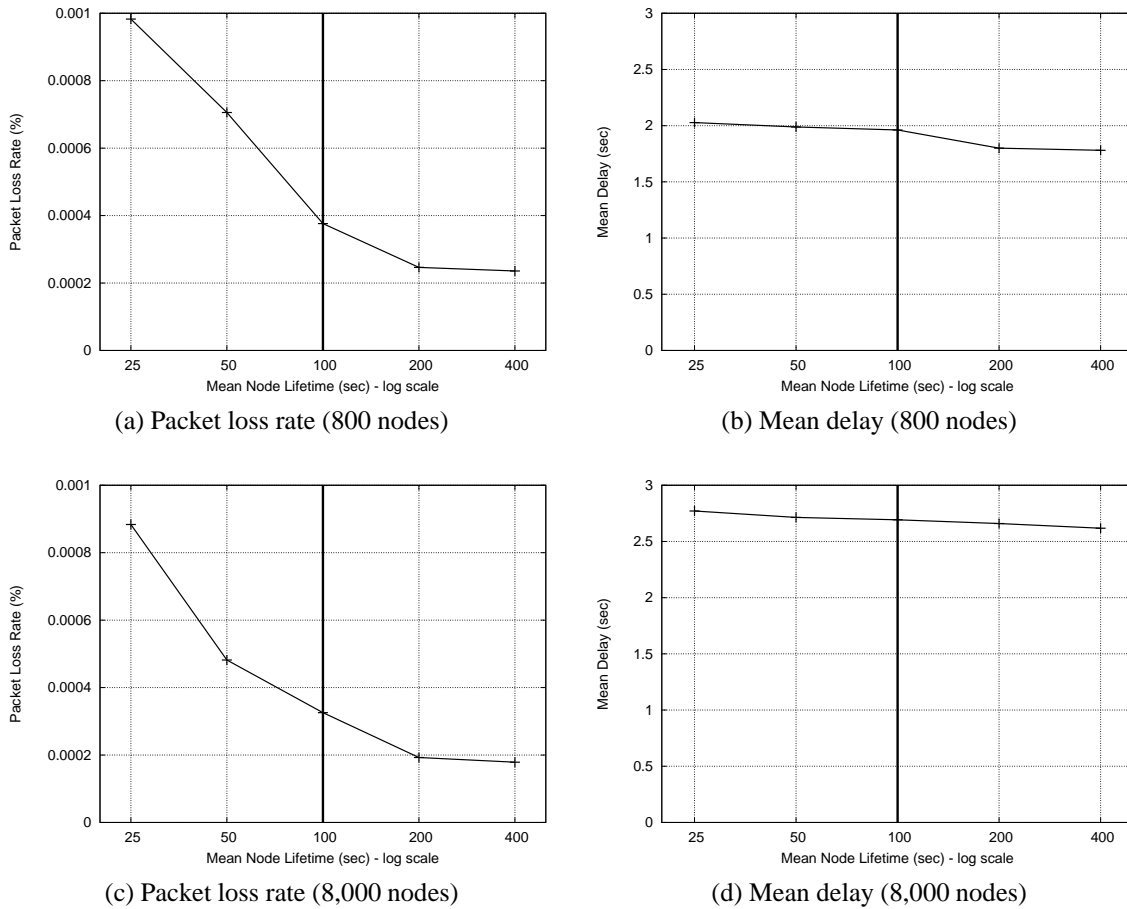 0.001
0.0008
0.0006
0.0004
0.0002
0
Packet Loss Rate (%)
25 50 100 200 400
Mean Node Lifetime (sec) - log scale
(a) Packet loss rate (800 nodes)
3
2.5
2
1.5
1
0.5
0
Mean Delay (sec)
25 50 100 200 400
Mean Node Lifetime (sec) - log scale
(b) Mean delay (800 nodes)
0.001
0.0008
0.0006
0.0004
0.0002
0
Packet Loss Rate (%)
25 50 100 200 400
Mean Node Lifetime (sec) - log scale
(c) Packet loss rate (8,000 nodes)
3
2.5
2
1.5
1
0.5
0
Mean Delay (sec)
25 50 100 200 400
Mean Node Lifetime (sec) - log scale
(d) Mean delay (8,000 nodes)